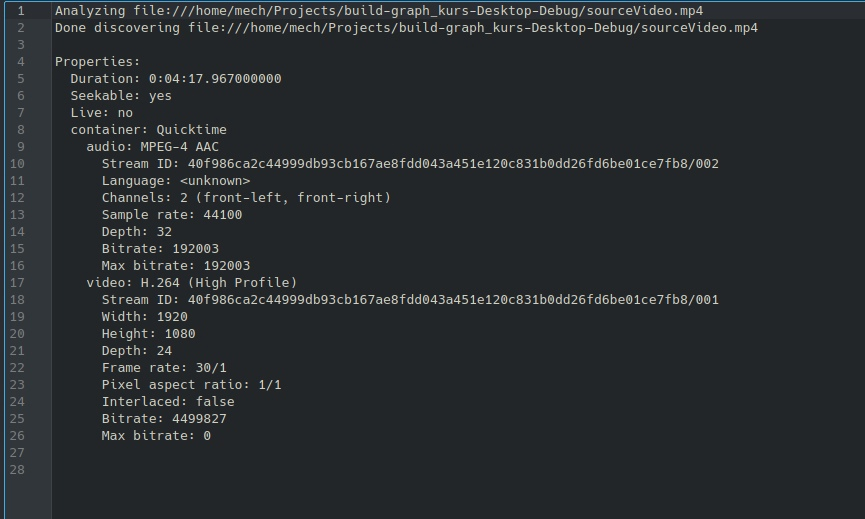 1 Analyzing file:///home/mech/Projects/build-graph_kurs-Desktop-Debug/sourceVideo.mp4
2 Done discovering file:///home/mech/Projects/build-graph_kurs-Desktop-Debug/sourceVideo.mp4
3
4 Properties:
5   Duration: 0:04:17.967000000
6   Seekable: yes
7   Live: no
8   container: Quicktime
9     audio: MPEG-4 AAC
10       Stream ID: 40f986ca2c44999db93cb167ae8fdd043a451e120c831b0dd26fd6be01ce7fb8/002
11       Language: <unknown>
12       Channels: 2 (front-left, front-right)
13       Sample rate: 44100
14       Depth: 32
15       Bitrate: 192003
16       Max bitrate: 192003
17     video: H.264 (High Profile)
18       Stream ID: 40f986ca2c44999db93cb167ae8fdd043a451e120c831b0dd26fd6be01ce7fb8/001
19       Width: 1920
20       Height: 1080
21       Depth: 24
22       Frame rate: 30/1
23       Pixel aspect ratio: 1/1
24       Interlaced: false
25       Bitrate: 4499827
26       Max bitrate: 0
27
28